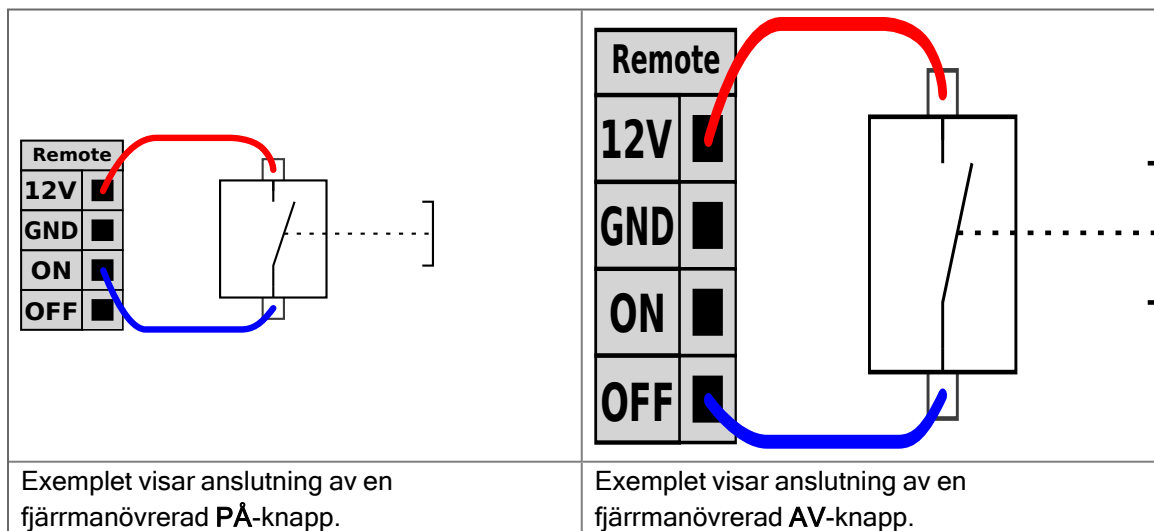 Remote
12V
GND
ON
OFF
Exemplet visar anslutning av en
fjärrmanövrerad PÅ-knapp.
Remote
12V
GND
ON
OFF
Exemplet visar anslutning av en
fjärrmanövrerad AV-knapp.